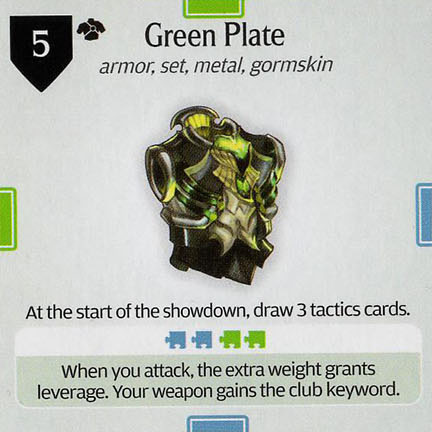 5
Green Plate
armor, set, metal, gormskin
At the start of the showdown, draw 3 tactics cards.
When you attack, the extra weight grants
leverage. Your weapon gains the club keyword.